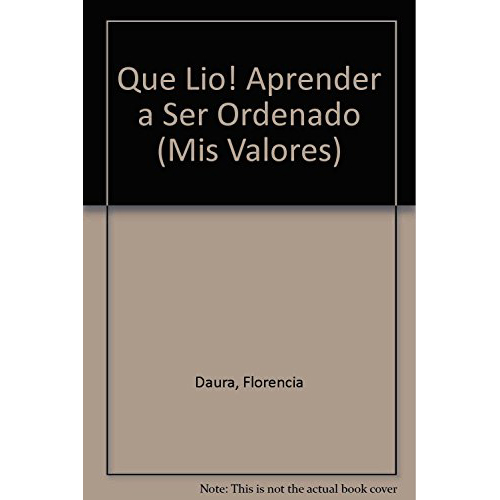 Que Lio! Aprender
a Ser Ordenado
(Mis Valores)
Daura, Florencia
Note: This is not the actual book cover